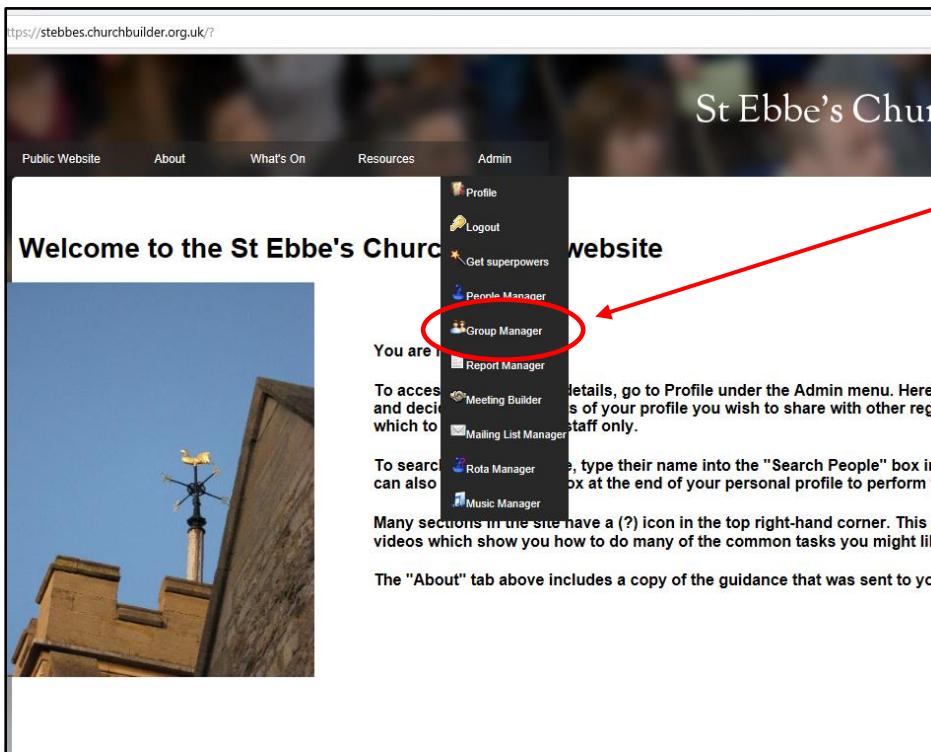 ttps://stebbes.churchbuilder.org.uk/?
St Ebbe's Chur
Public Website About What's On Resources Admin
Profile
Logout
Get superpowers
People Manager
Group Manager
Report Manager
Meeting Builder
Mailing List Manager
Rota Manager
Music Manager
Welcome to the St Ebbe's Churc website
You are
To acces details, go to Profile under the Admin menu. Here
and deci s of your profile you wish to share with other reg
which to staff only.
To searc e, type their name into the "Search People" box i
can also ox at the end of your personal profile to perform
Many sections in the site have a (?) icon in the top right-hand corner. This
videos which show you how to do many of the common tasks you might li
The "About" tab above includes a copy of the guidance that was sent to yo